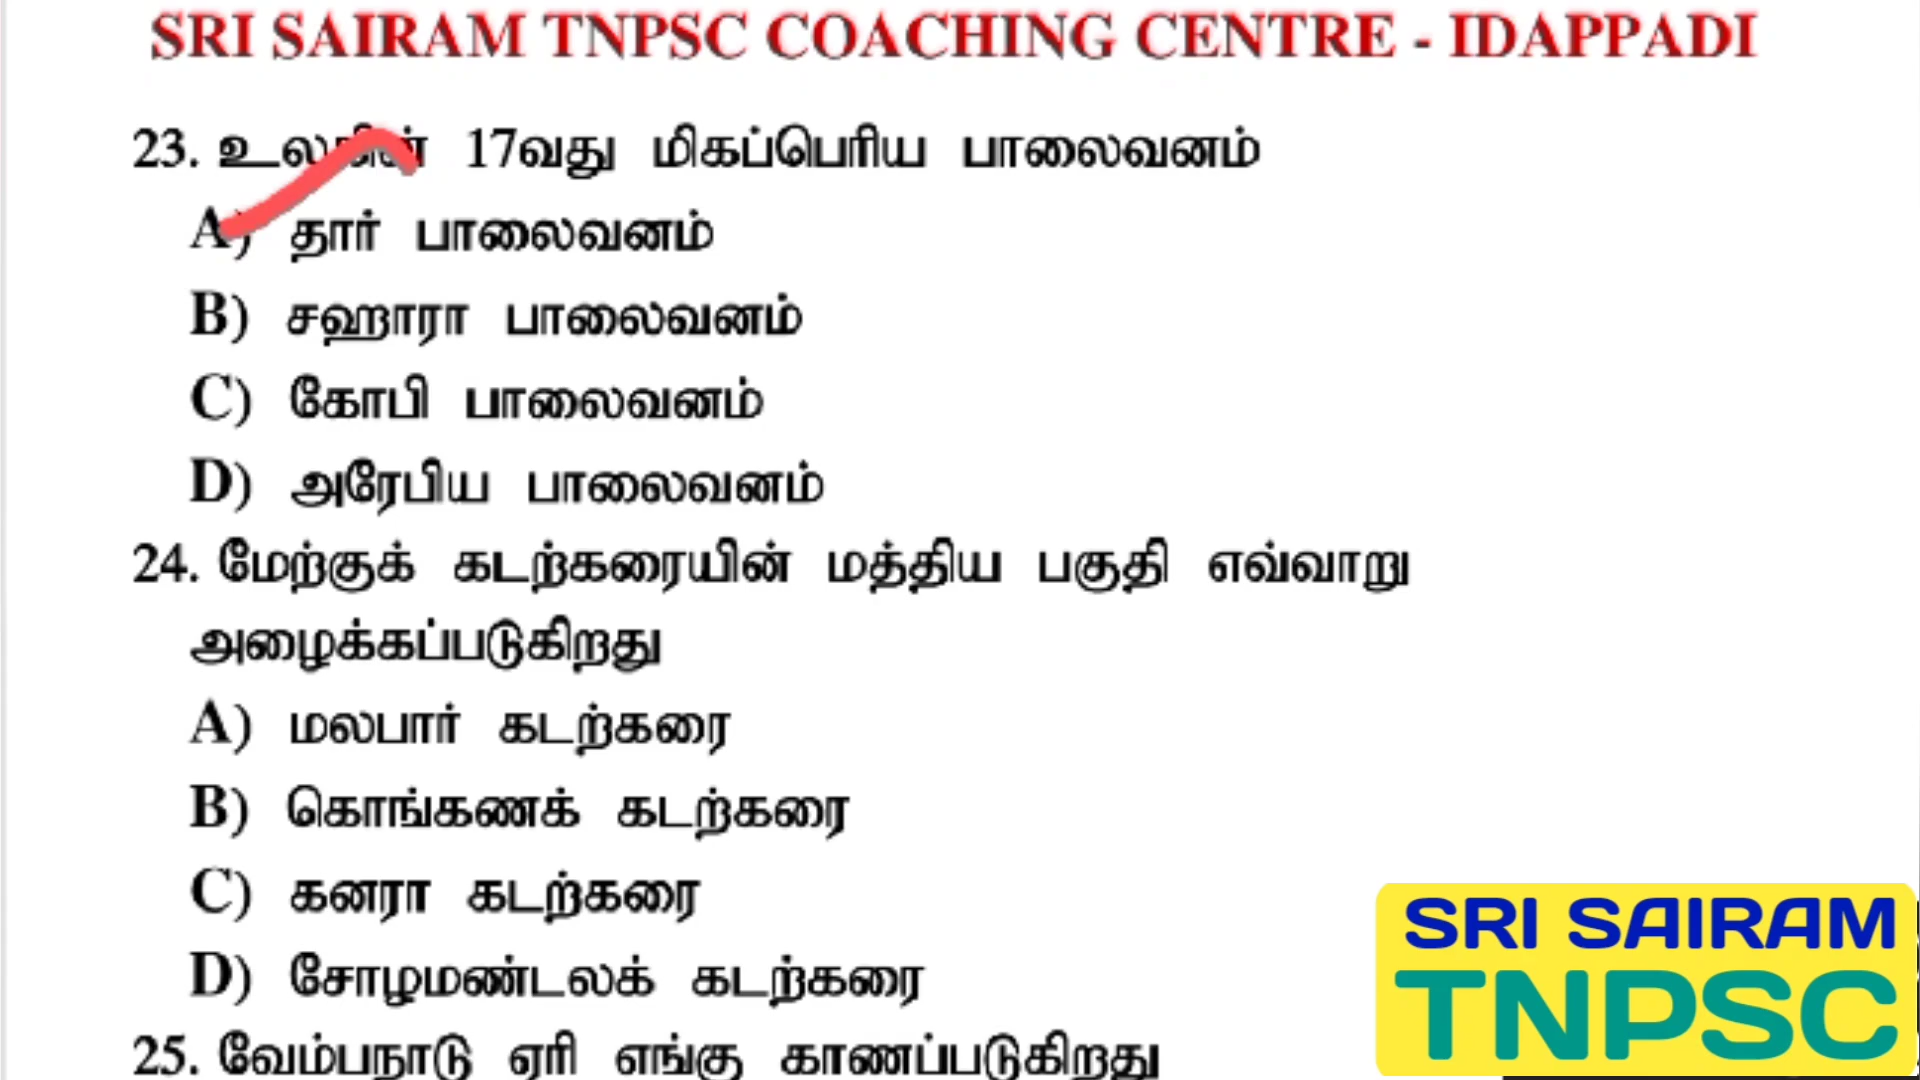 SRI SAIRAM TNPSC COACHING CENTRE - IDAPPADI
23. உலகின் 17வது மிகப்பெரிய பாலைவனம்
A) தார் பாலைவனம்
B) சஹாரா பாலைவனம்
C) கோபி பாலைவனம்
D) அரேபிய பாலைவனம்
24. மேற்குக் கடற்கரையின் மத்திய பகுதி எவ்வாறு
அழைக்கப்படுகிறது
A) மலபார் கடற்கரை
B) கொங்கணக் கடற்கரை
C) கனரா கடற்கரை
D) சோழமண்டலக் கடற்கரை
25. வேம்பநாடு ஏரி எங்கு காணப்படுகிறது
SRI SAIRAM
TNPSC